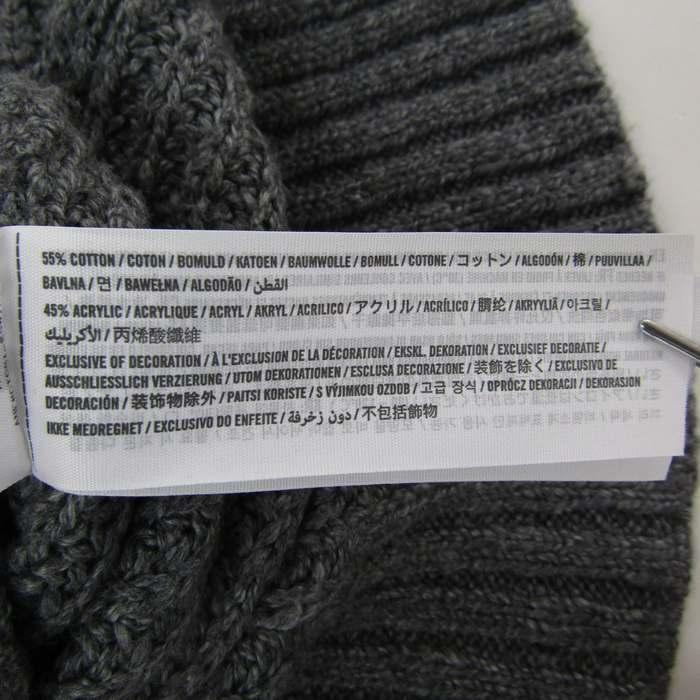 55% COTTON / COTON / BOMULD / KATOEN / BAUMWOLLE / BOMULL / COTONE / コットン / ALGODÓN / 棉 / PUUVILLAA /
BAVLNA / 면 / BAWEŁNA / ALGODÃO / القطن
45% ACRYLIC / ACRYLIQUE / ACRYL / AKRYL / ACRILICO / アクリル / ACRÍLICO / 腈纶 / AKRYYLIÄ / 아크릴 /
الأكريليك / 丙烯酸纖维
EXCLUSIVE OF DECORATION / À L'EXCLUSION DE LA DÉCORATION / EKSKL. DEKORATION / EXCLUSIEF DECORATIE /
AUSSCHLIESSLICH VERZIERUNG / UTOM DEKORATIONEN / ESCLUSA DECORAZIONE / 装飾を除く / EXCLUSIVO DE
DECORACIÓN / 装饰物除外 / PAITSI KORISTE / S VÝJIMKOU OZDOB / 고급 장식 / OPRÓCZ DEKORACJI / DEKORASJON
IKKE MEDREGNET / EXCLUSIVO DO ENFEITE / دون زخرفة / 不包括飾物